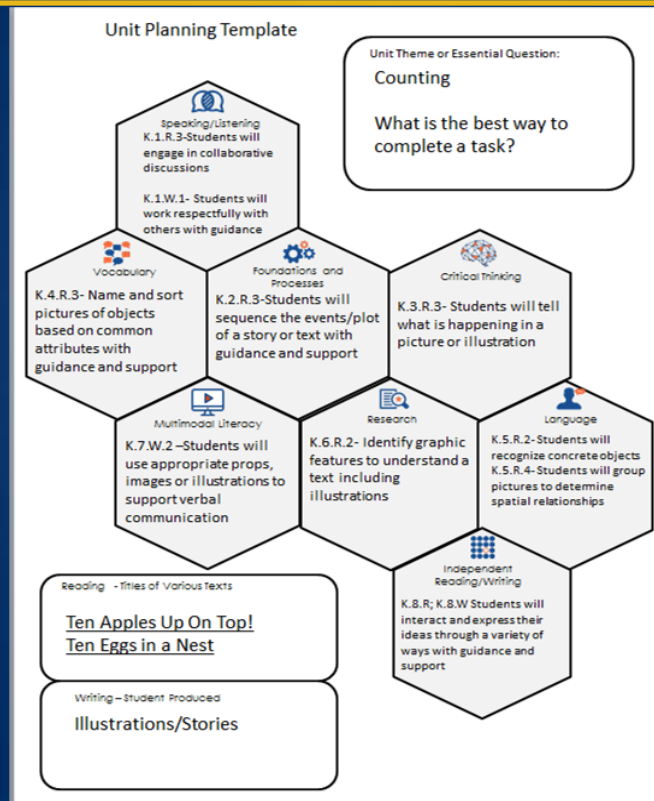 Unit Planning Template
Unit Theme or Essential Question:
Counting
What is the best way to
complete a task?
Speaking/Listening
K.1.R.3-Students will
engage in collaborative
discussions
K.1.W.1- Students will
work respectfully with
others with guidance
Vocabulary
K.4.R.3- Name and sort
pictures of objects
based on common
attributes with
guidance and support
Foundations and
Processes
K.2.R.3-Students will
sequence the events/plot
of a story or text with
guidance and support
Critical Thinking
K.3.R.3- Students will tell
what is happening in a
picture or illustration
Multimodal Literacy
K.7.W.2 –Students will
use appropriate props,
images or illustrations to
support verbal
communication
Research
K.6.R.2- Identify graphic
features to understand a
text including
illustrations
Language
K.5.R.2- Students will
recognize concrete objects
K.5.R.4- Students will group
pictures to determine
spatial relationships
Independent
Reading/Writing
K.8.R; K.8.W Students will
interact and express their
ideas through a variety of
ways with guidance and
support
Reading - Titles of Various Texts
Ten Apples Up On Top!
Ten Eggs in a Nest
Writing – Student Produced
Illustrations/Stories